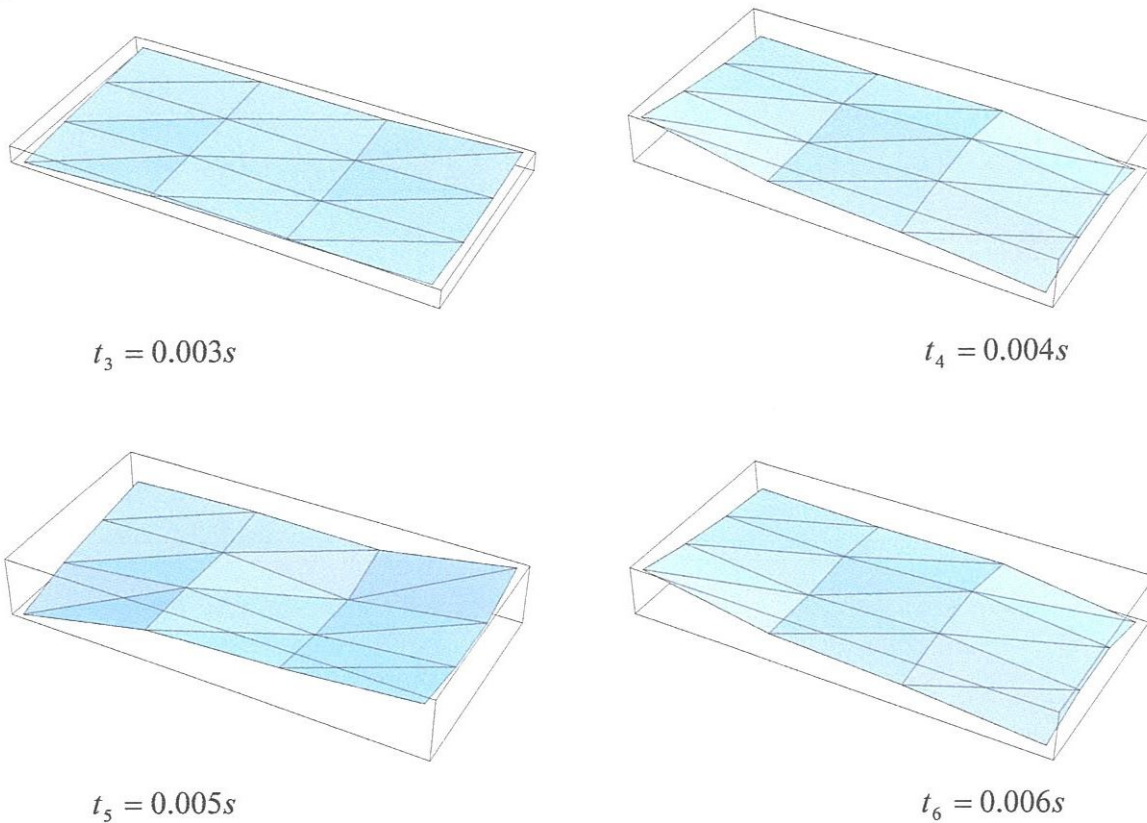 t₃ = 0.003s
t₄ = 0.004s
t₅ = 0.005s
t₆ = 0.006s